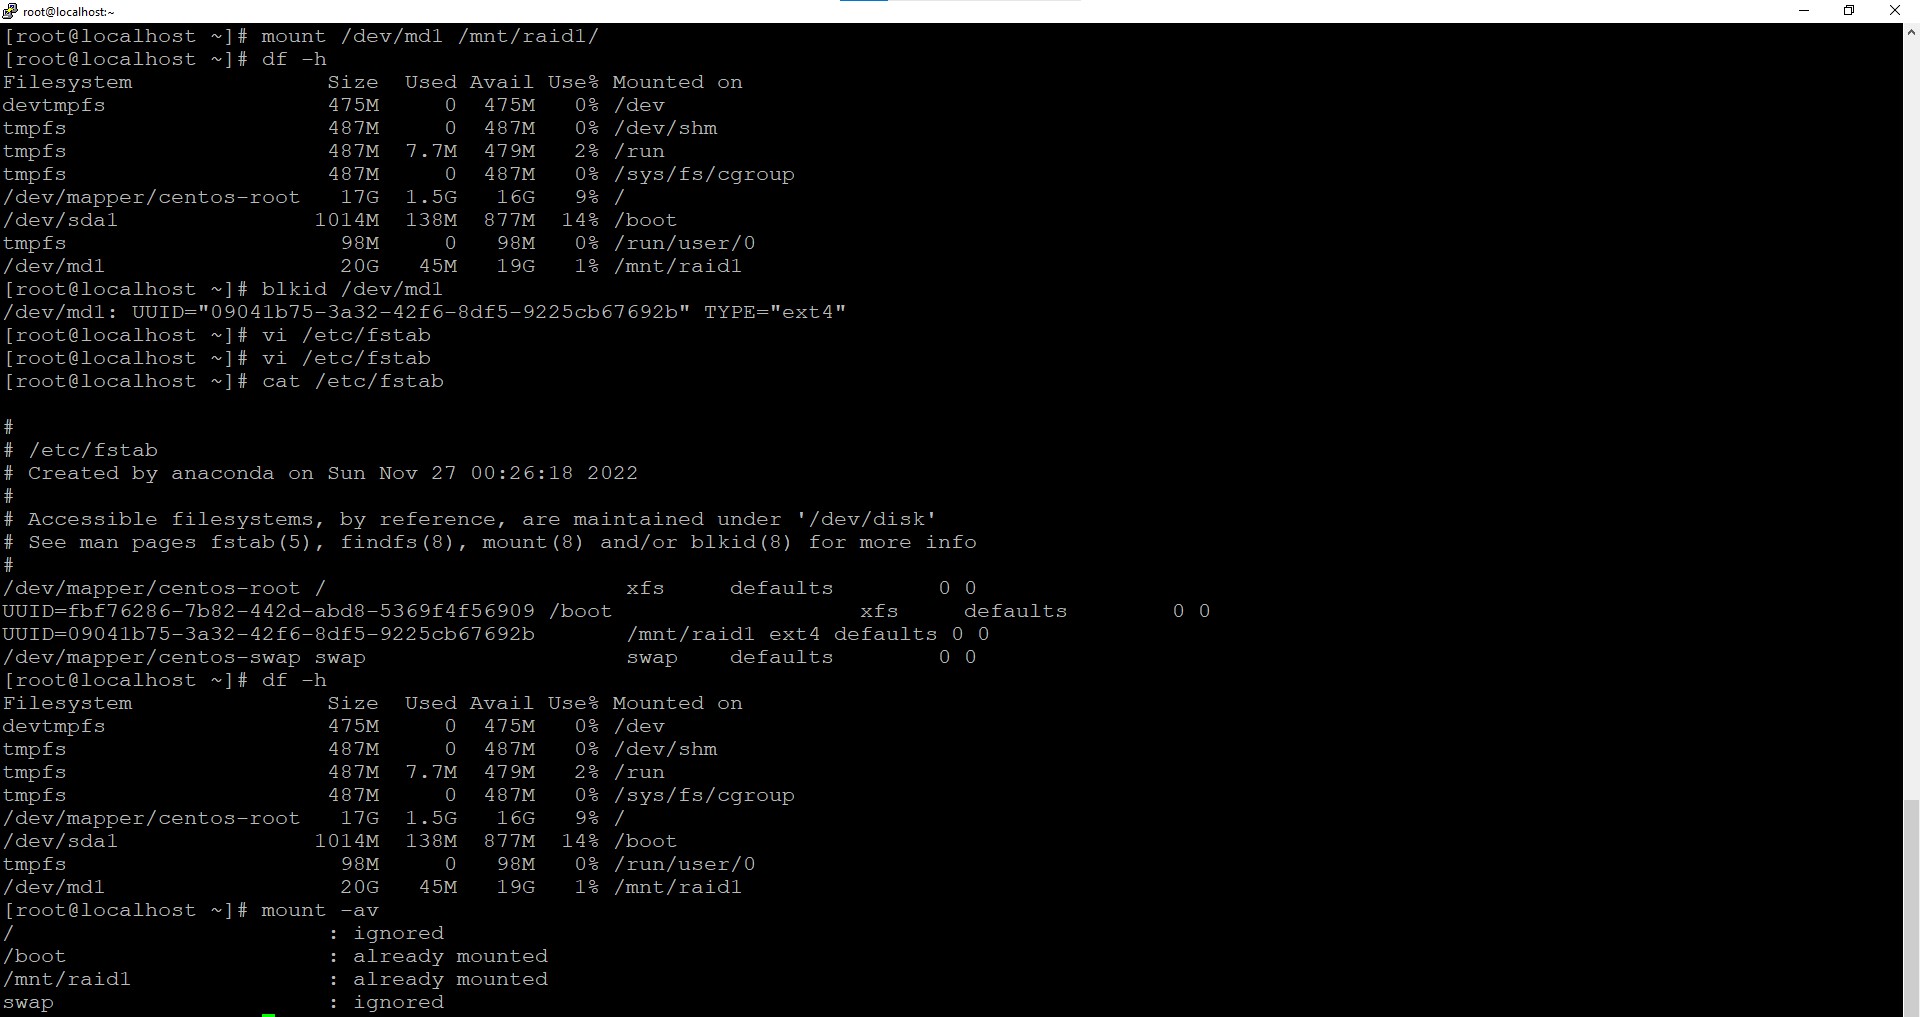 root@localhost:~
[root@localhost ~]# mount /dev/md1 /mnt/raid1/
[root@localhost ~]# df -h
Filesystem               Size  Used Avail Use% Mounted on
devtmpfs                 475M     0  475M   0% /dev
tmpfs                    487M     0  487M   0% /dev/shm
tmpfs                    487M  7.7M  479M   2% /run
tmpfs                    487M     0  487M   0% /sys/fs/cgroup
/dev/mapper/centos-root   17G  1.5G   16G   9% /
/dev/sda1               1014M  138M  877M  14% /boot
tmpfs                     98M     0   98M   0% /run/user/0
/dev/md1                  20G   45M   19G   1% /mnt/raid1
[root@localhost ~]# blkid /dev/md1
/dev/md1: UUID="09041b75-3a32-42f6-8df5-9225cb67692b" TYPE="ext4"
[root@localhost ~]# vi /etc/fstab
[root@localhost ~]# vi /etc/fstab
[root@localhost ~]# cat /etc/fstab
#
# /etc/fstab
# Created by anaconda on Sun Nov 27 00:26:18 2022
#
# Accessible filesystems, by reference, are maintained under '/dev/disk'
# See man pages fstab(5), findfs(8), mount(8) and/or blkid(8) for more info
#
/dev/mapper/centos-root /                       xfs     defaults        0 0
UUID=fbf76286-7b82-442d-abd8-5369f4f56909 /boot                   xfs     defaults        0 0
UUID=09041b75-3a32-42f6-8df5-9225cb67692b       /mnt/raid1 ext4 defaults 0 0
/dev/mapper/centos-swap swap                    swap    defaults        0 0
[root@localhost ~]# df -h
Filesystem               Size  Used Avail Use% Mounted on
devtmpfs                 475M     0  475M   0% /dev
tmpfs                    487M     0  487M   0% /dev/shm
tmpfs                    487M  7.7M  479M   2% /run
tmpfs                    487M     0  487M   0% /sys/fs/cgroup
/dev/mapper/centos-root   17G  1.5G   16G   9% /
/dev/sda1               1014M  138M  877M  14% /boot
tmpfs                     98M     0   98M   0% /run/user/0
/dev/md1                  20G   45M   19G   1% /mnt/raid1
[root@localhost ~]# mount -av
/                        : ignored
/boot                    : already mounted
/mnt/raid1               : already mounted
swap                     : ignored